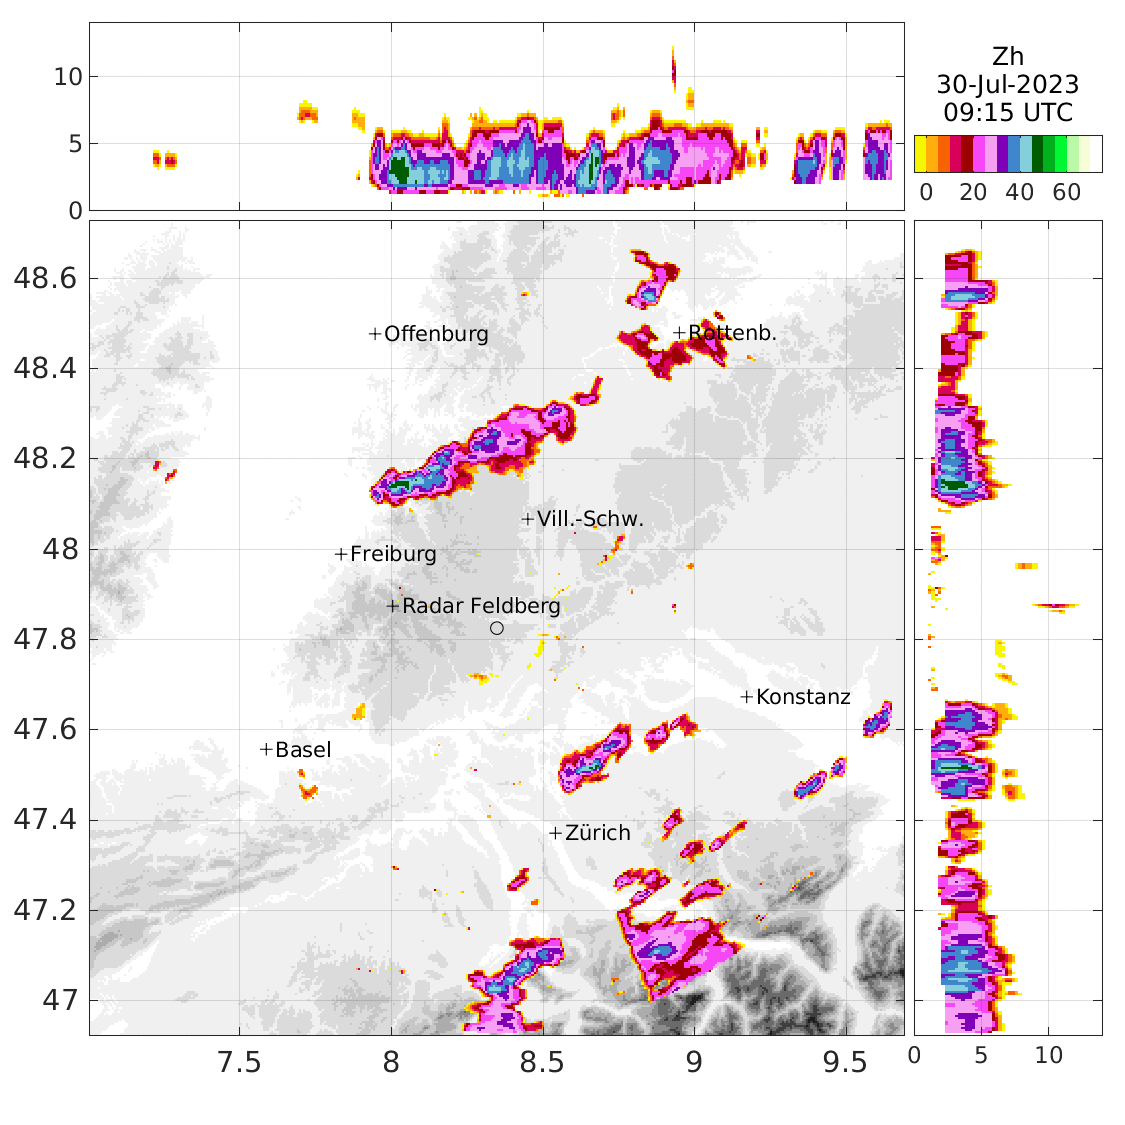 10
5
0
Zh
30-Jul-2023
09:15 UTC
0 20 40 60
48.6
48.4
48.2
48
47.8
47.6
47.4
47.2
47
+Offenburg
+Rottenb.
+Vill.-Schw.
+Freiburg
+Radar Feldberg
+Konstanz
+Basel
+Zürich
7.5 8 8.5 9 9.5
0 5 10